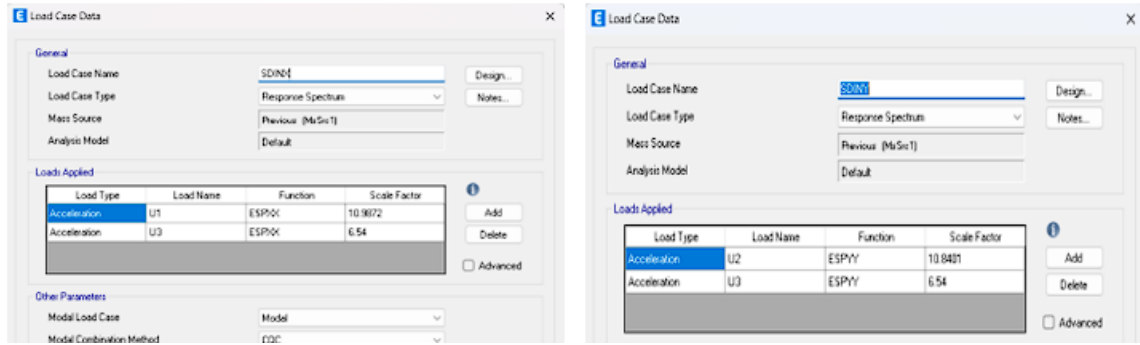 E Load Case Data
General
Load Case Name SDINX Design...
Load Case Type Response Spectrum Notes...
Mass Source Previous (MsSrc1)
Analysis Model Default
Loads Applied
Load Type Load Name Function Scale Factor
Acceleration U1 ESPXX 10.9872 Add
Acceleration U3 ESPXX 6.54 Delete
Advanced
Other Parameters
Modal Load Case Modal
Modal Combination Method CQC
E Load Case Data
General
Load Case Name SDINY Design...
Load Case Type Response Spectrum Notes...
Mass Source Previous (MsSrc1)
Analysis Model Default
Loads Applied
Load Type Load Name Function Scale Factor
Acceleration U2 ESPYY 10.8401 Add
Acceleration U3 ESPYY 6.54 Delete
Advanced